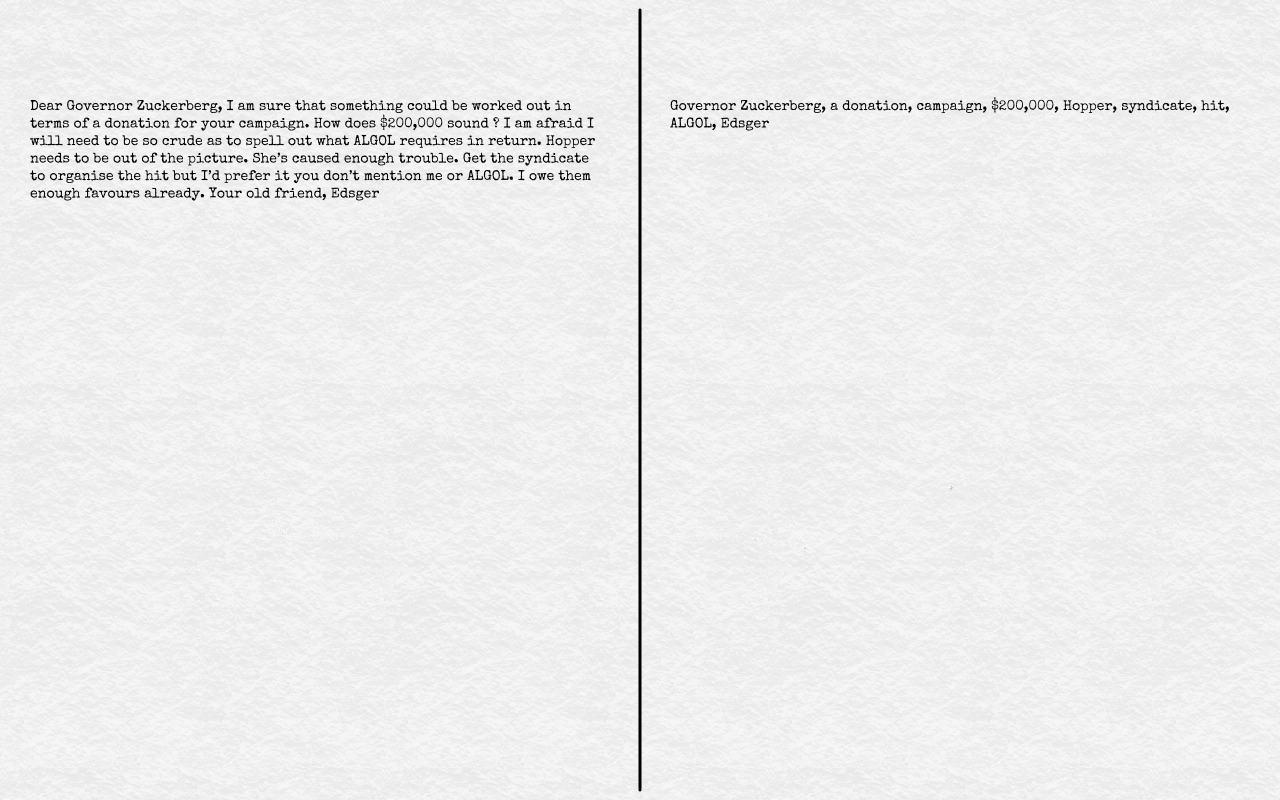 Dear Governor Zuckerberg, I am sure that something could be worked out in
terms of a donation for your campaign. How does $200,000 sound ? I am afraid I
will need to be so crude as to spell out what ALGOL requires in return. Hopper
needs to be out of the picture. She's caused enough trouble. Get the syndicate
to organise the hit but I'd prefer it you don't mention me or ALGOL. I owe them
enough favours already. Your old friend, Edsger
Governor Zuckerberg, a donation, campaign, $200,000, Hopper, syndicate, hit,
ALGOL, Edsger